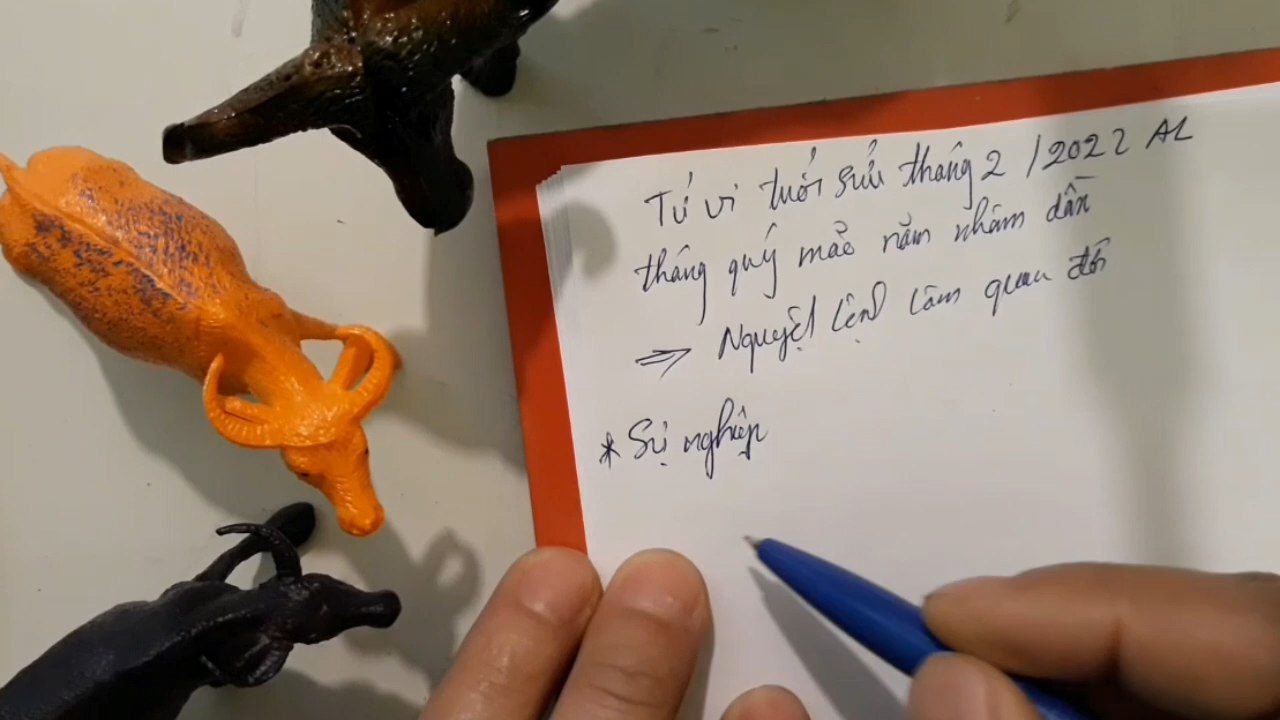 Tử vi tuổi sửu tháng 2 / 2022 AL
tháng quý mão năm nhâm dần
⇒ Nguyệt lệnh lâm quan đới
* Sự nghiệp